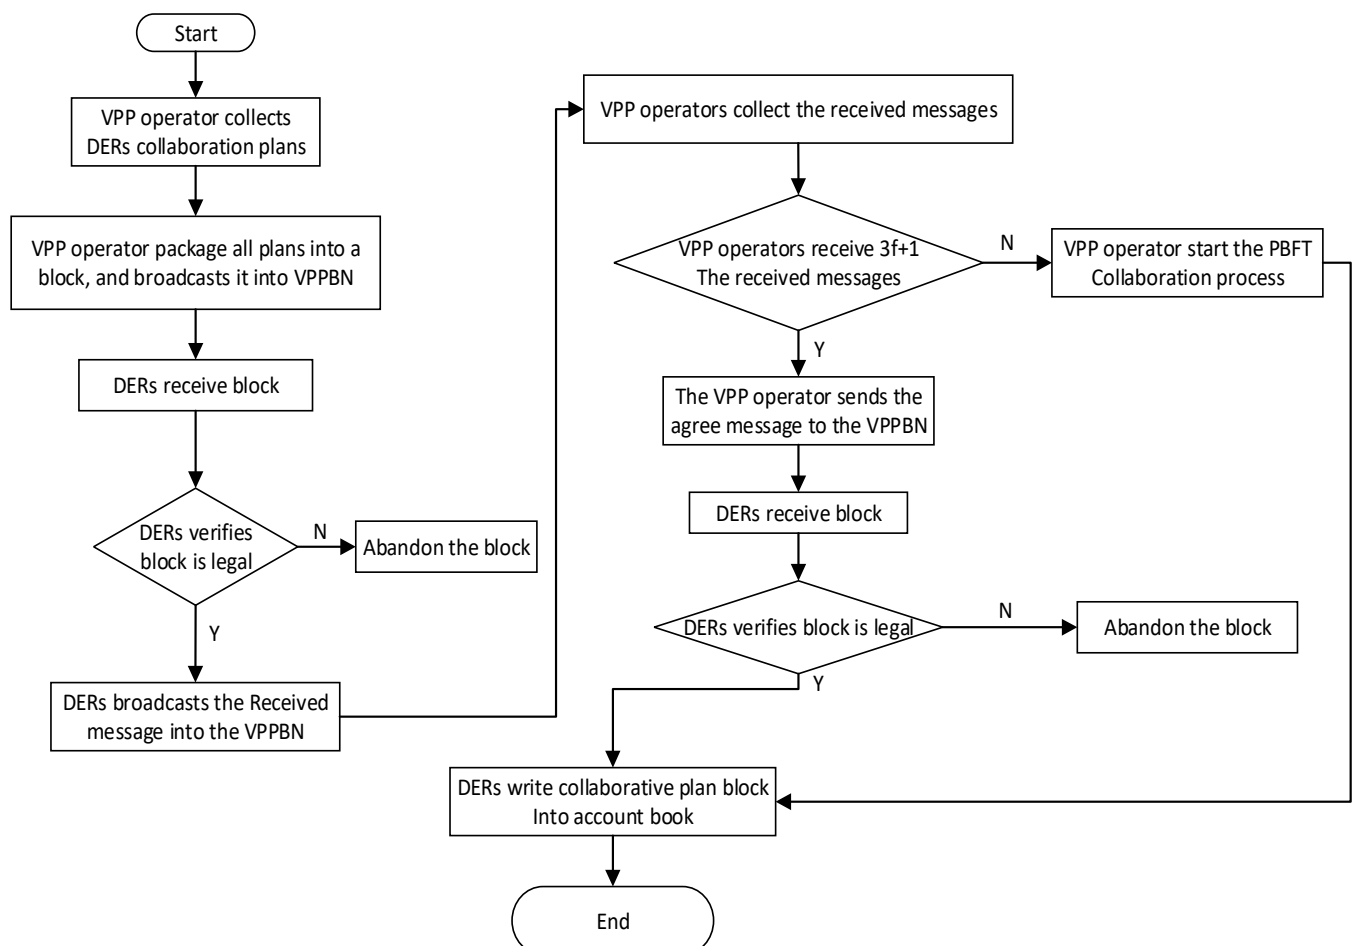 Start
VPP operator collects
DERs collaboration plans
VPP operator package all plans into a
block, and broadcasts it into VPPBN
DERs receive block
DERs verifies
block is legal
N
Abandon the block
Y
DERs broadcasts the Received
message into the VPPBN
VPP operators collect the received messages
VPP operators receive 3f+1
The received messages
N
VPP operator start the PBFT
Collaboration process
Y
The VPP operator sends the
agree message to the VPPBN
DERs receive block
DERs verifies block is legal
N
Abandon the block
Y
DERs write collaborative plan block
Into account book
End